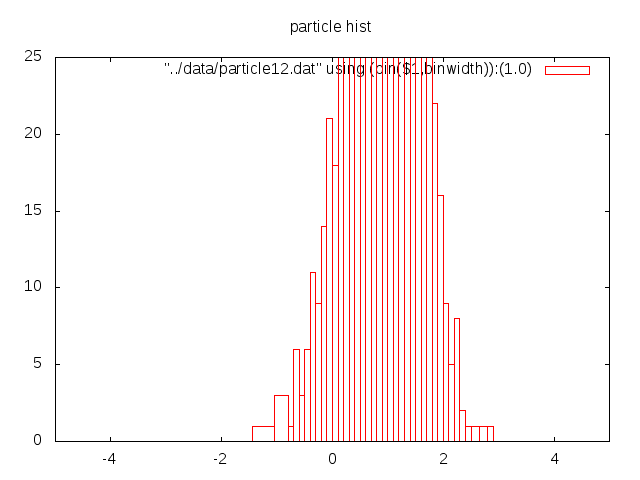 particle hist
25
"../data/particle12.dat" using (bin($1,binwidth)):(1.0)
20
15
10
5
0
-4 -2 0 2 4